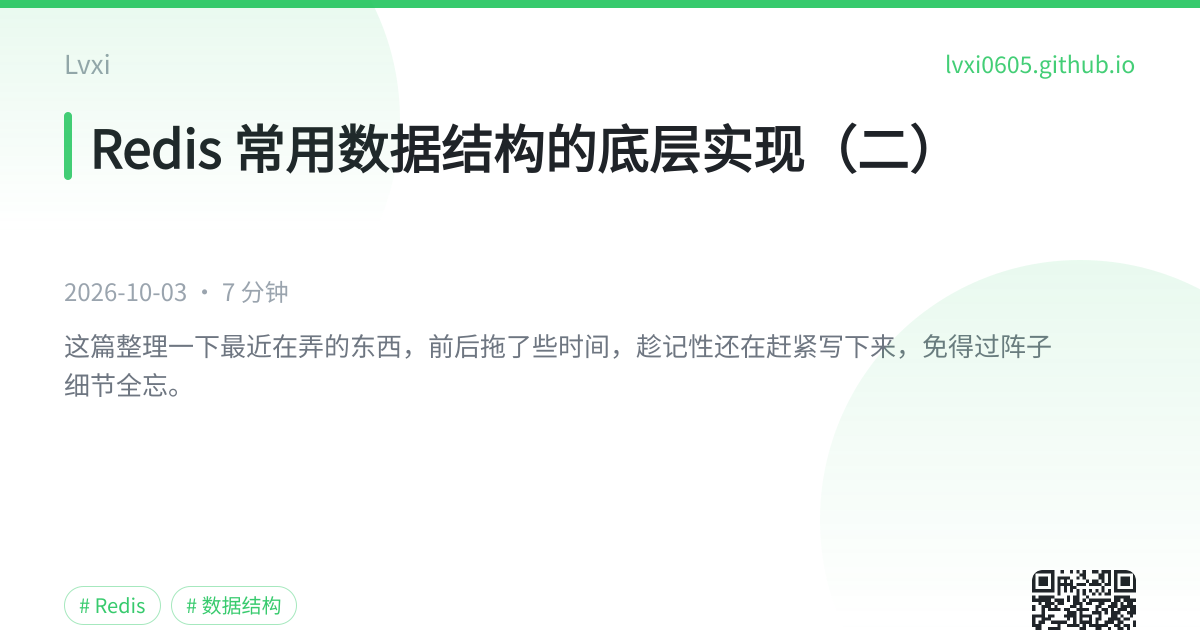 Lvxi
lvxi0605.github.io
Redis 常用数据结构的底层实现（二）
2026-10-03 · 7 分钟
这篇整理一下最近在弄的东西，前后拖了些时间，趁记性还在赶紧写下来，免得过阵子
细节全忘。
# Redis
# 数据结构